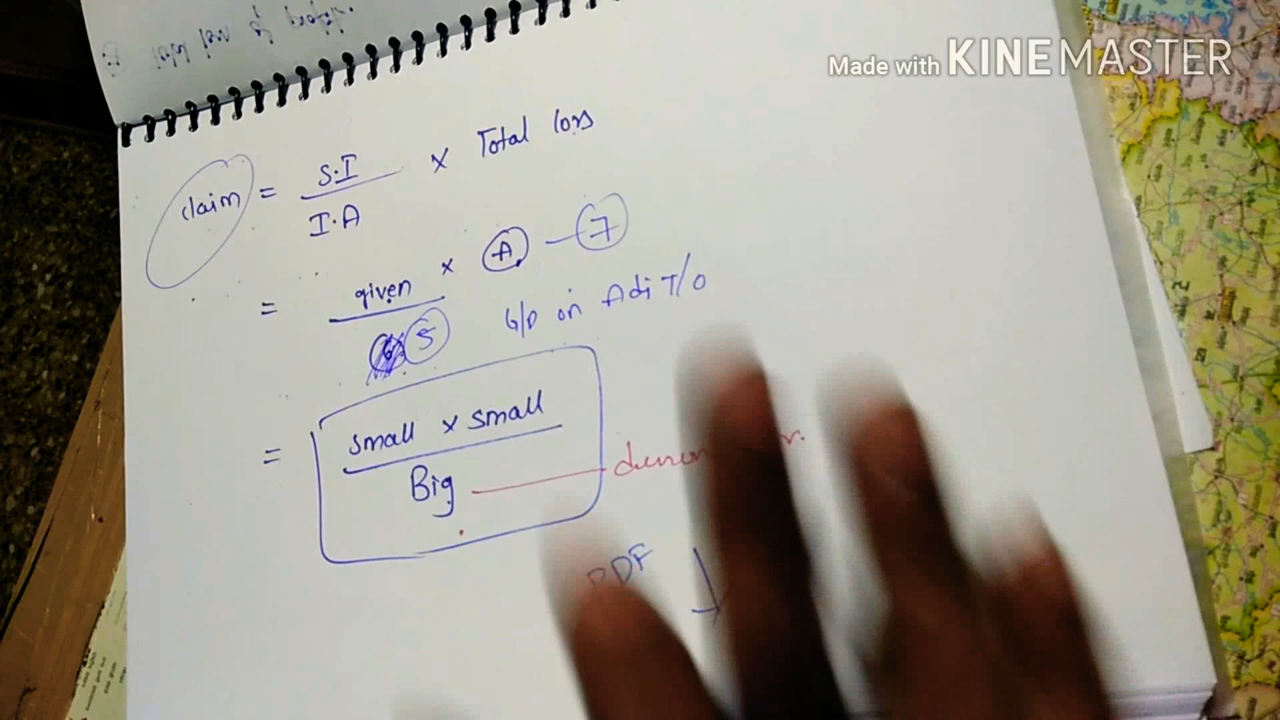 Made with KINEMASTER
claim = S.I / I.A × Total loss
= given / 5 × A - 7
G/P on Adj T/O
= small × small / Big
PDF